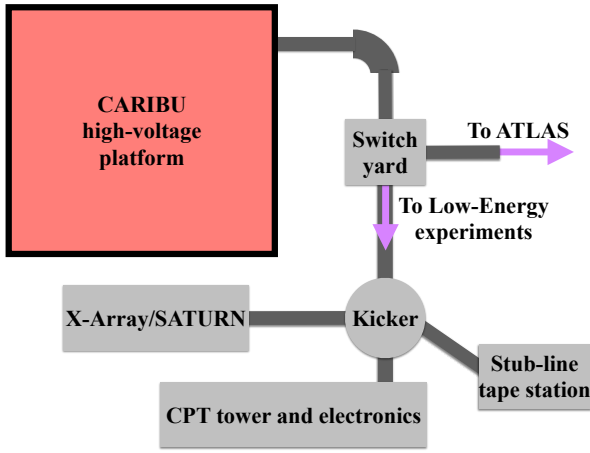 CARIBU
high-voltage
platform
To ATLAS
Switch
yard
To Low-Energy
experiments
X-Array/SATURN
Kicker
Stub-line
tape station
CPT tower and electronics